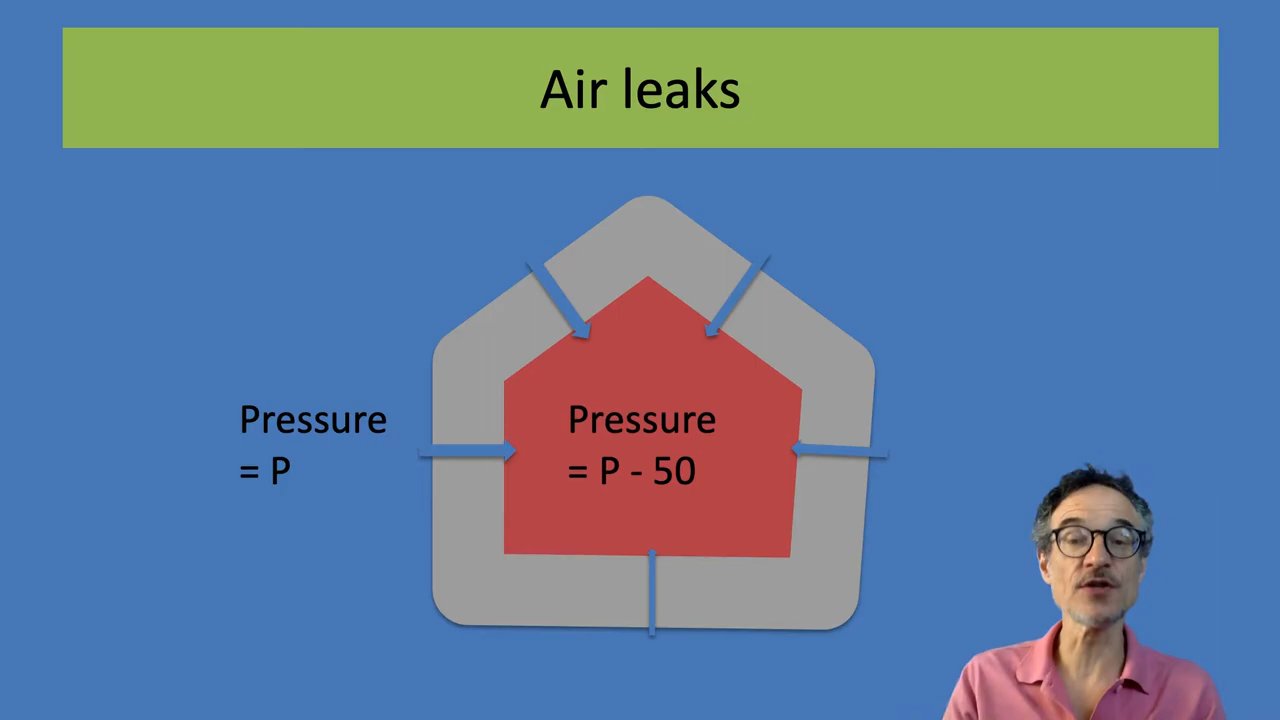 Air leaks
Pressure
= P
Pressure
= P - 50